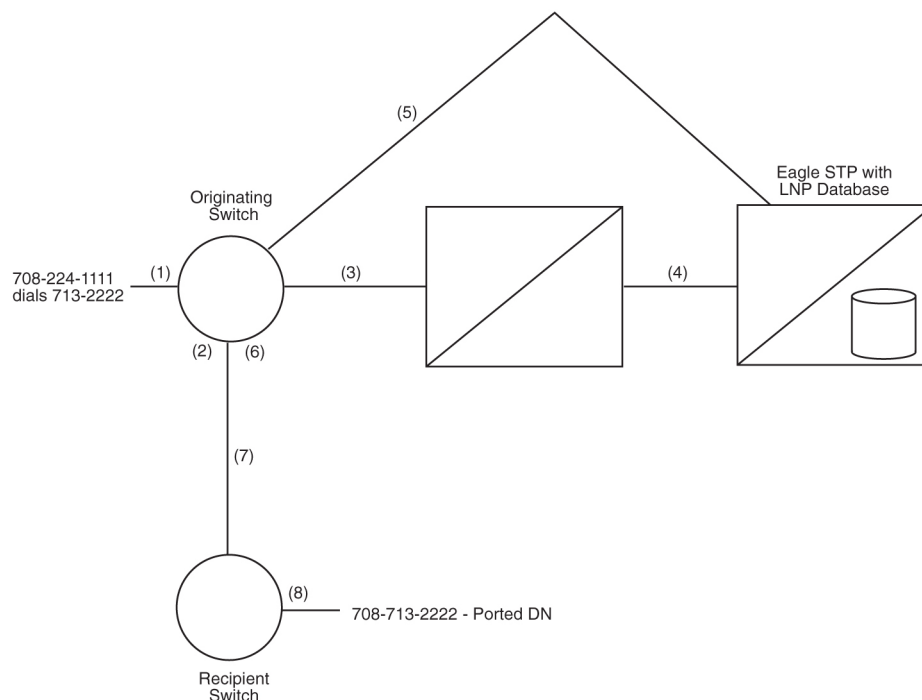 (5)
Eagle STP with
LNP Database
Originating
Switch
708-224-1111
dials 713-2222
(1)
(3)
(4)
(2)
(6)
(7)
(8)
708-713-2222 - Ported DN
Recipient
Switch